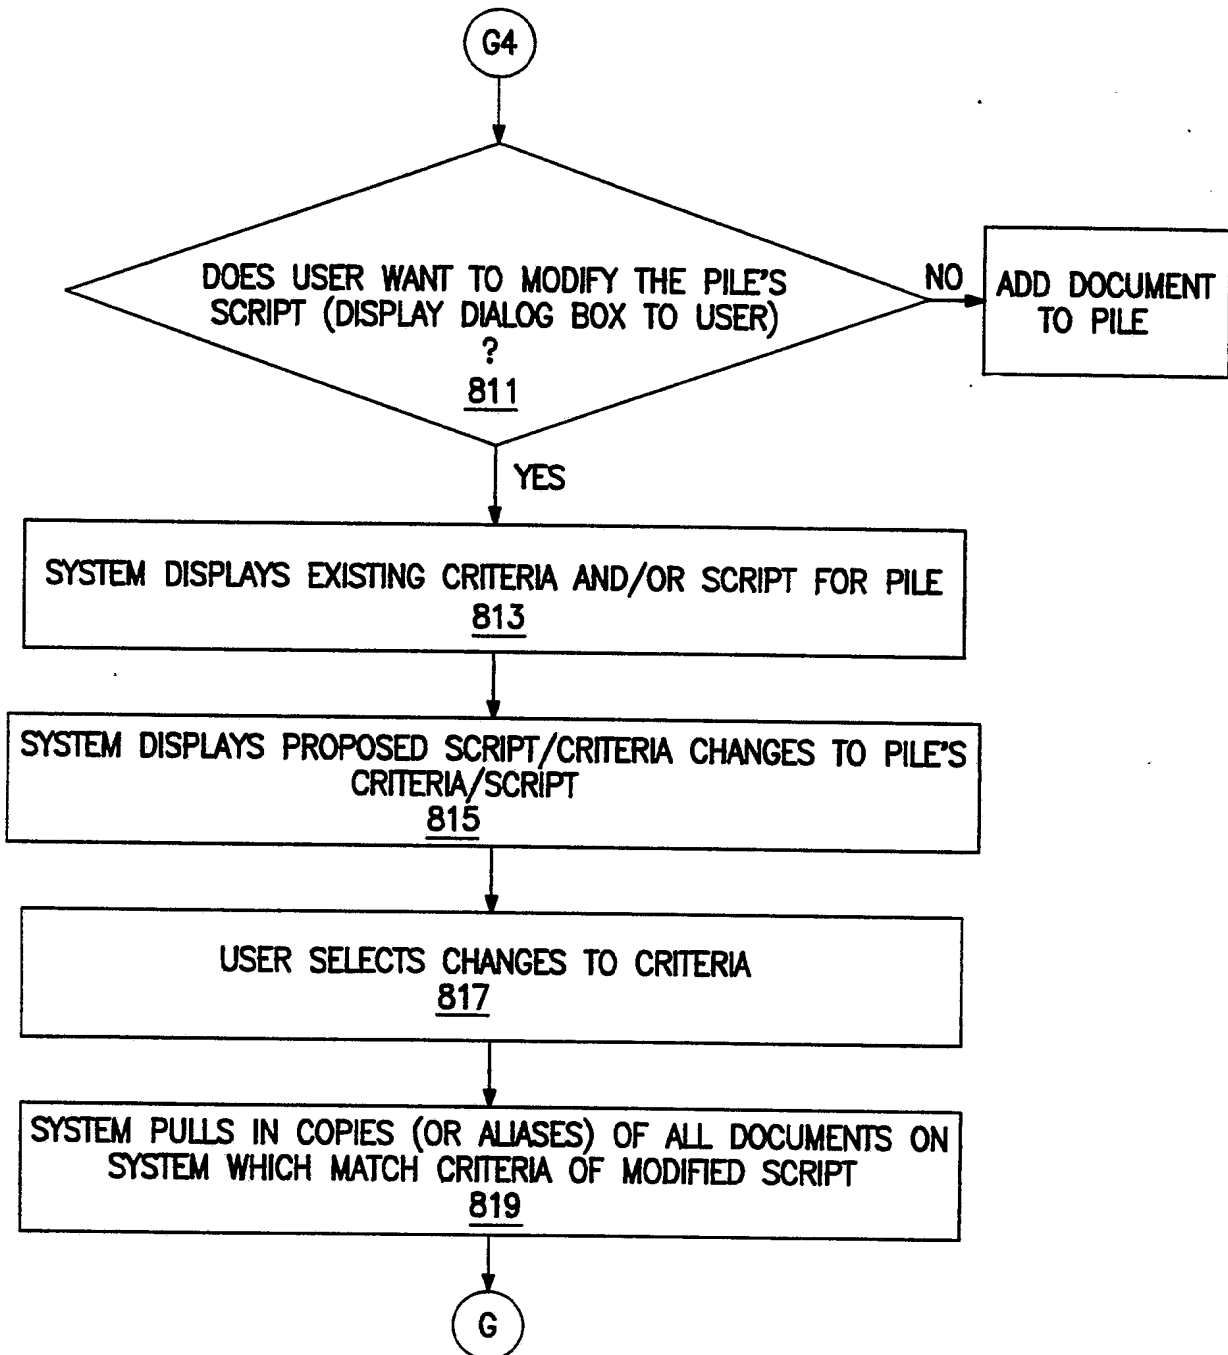 G4
DOES USER WANT TO MODIFY THE PILE'S
SCRIPT (DISPLAY DIALOG BOX TO USER)
?
811
NO
ADD DOCUMENT
TO PILE
YES
SYSTEM DISPLAYS EXISTING CRITERIA AND/OR SCRIPT FOR PILE
813
SYSTEM DISPLAYS PROPOSED SCRIPT/CRITERIA CHANGES TO PILE'S
CRITERIA/SCRIPT
815
USER SELECTS CHANGES TO CRITERIA
817
SYSTEM PULLS IN COPIES (OR ALIASES) OF ALL DOCUMENTS ON
SYSTEM WHICH MATCH CRITERIA OF MODIFIED SCRIPT
819
G